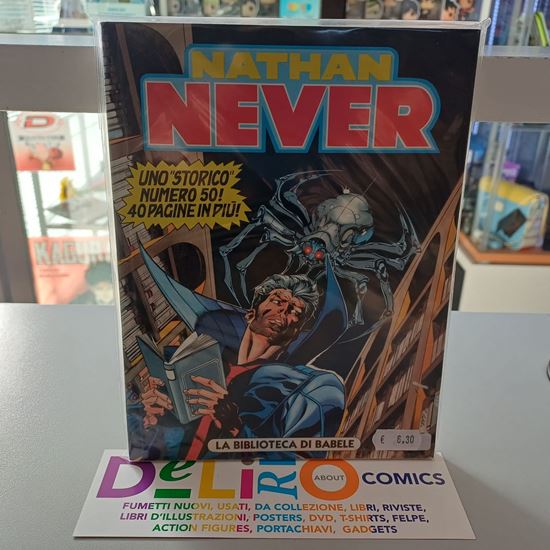 NATHAN
NEVER
UNO "STORICO"
NUMERO 50!
40 PAGINE IN PIÙ!
LA BIBLIOTECA DI BABELE
€ 6,30
DeLiRiO ABOUT COMICS
FUMETTI NUOVI, USATI, DA COLLEZIONE, LIBRI, RIVISTE,
LIBRI D'ILLUSTRAZIONI, POSTERS, DVD, T-SHIRTS, FELPE,
ACTION FIGURES, PORTACHIAVI, GADGETS